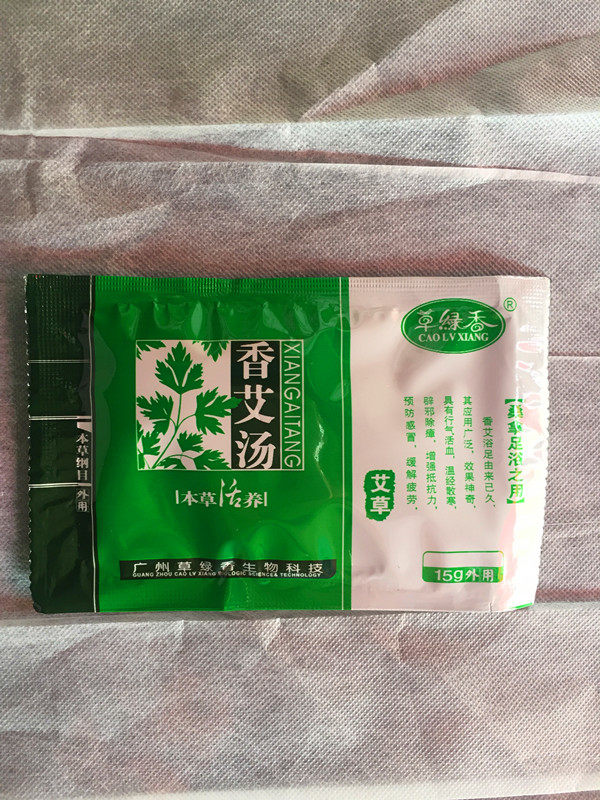 本草纲目 外用
香艾汤
XIANGAITANG
本草活养
广州草绿香生物科技
GUANG ZHOU CAO LV XIANG BIOLOGIC SCIENCE& TECHNOLOGY
草綠香®
CAO LV XIANG
足浴之用】
香艾浴足由来已久、
其应用广泛，效果神奇，
具有行气活血，温经散寒，
辟邪除瘴，增强抵抗力，
预防感冒，缓解疲劳。
艾草
15g外用